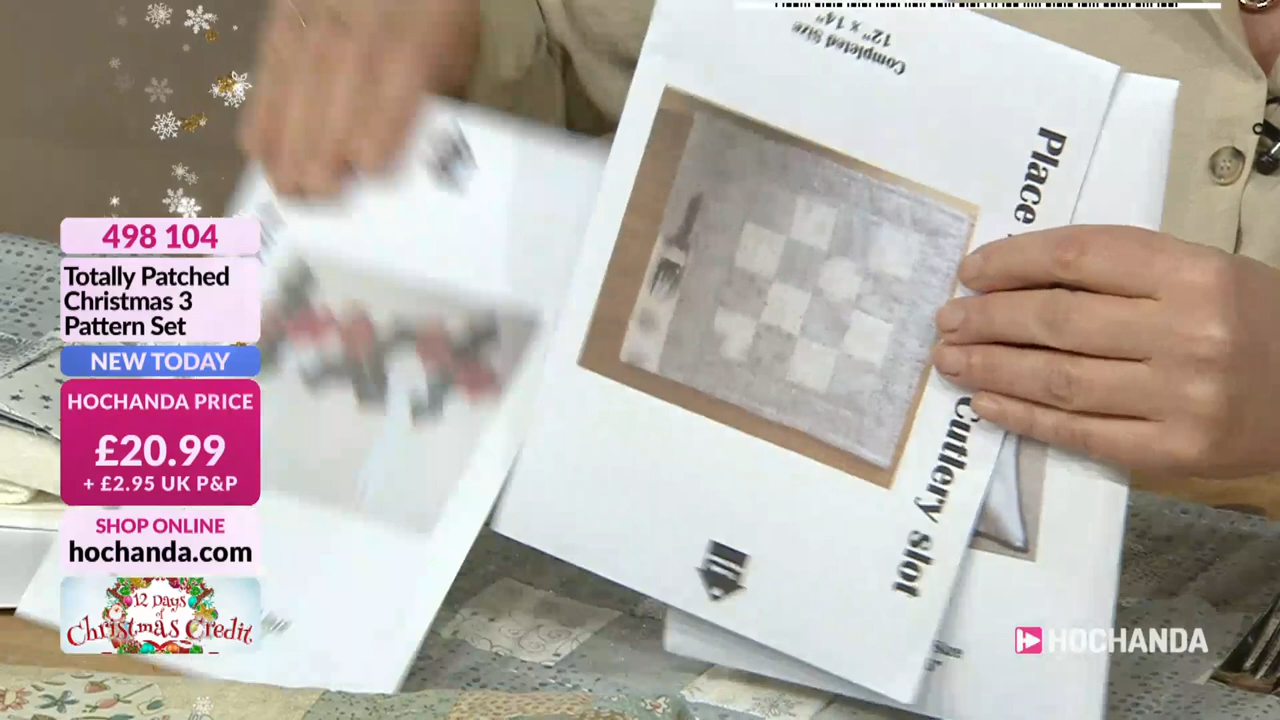 498 104
Totally Patched
Christmas 3
Pattern Set
NEW TODAY
HOCHANDA PRICE
£20.99
+ £2.95 UK P&P
SHOP ONLINE
hochanda.com
12 Days
of
Christmas Credit
Completed Size
12" x 14"
Place
Cutlery slot
HOCHANDA